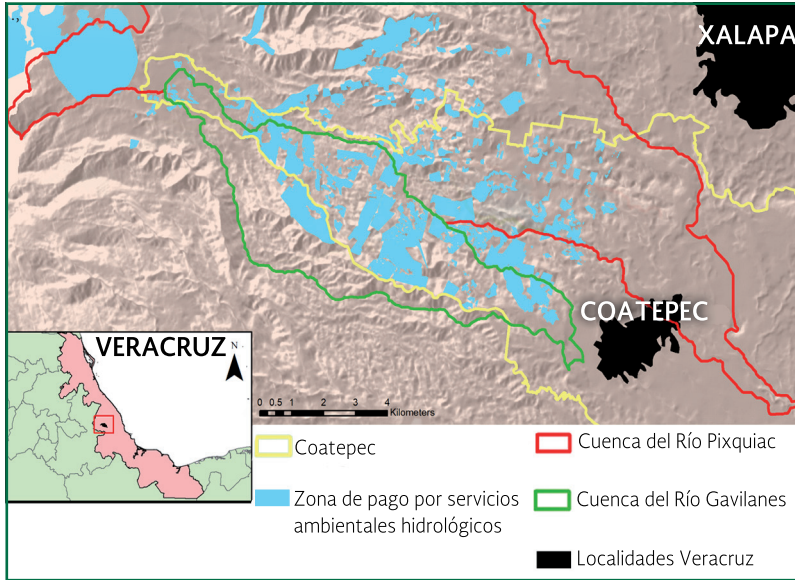 XALAPA
COATEPEC
VERACRUZ
N
0 0.5 1 2 3 4
Kilometers
Coatepec
Zona de pago por servicios
ambientales hidrológicos
Cuenca del Río Pixquiac
Cuenca del Río Gavilanes
Localidades Veracruz